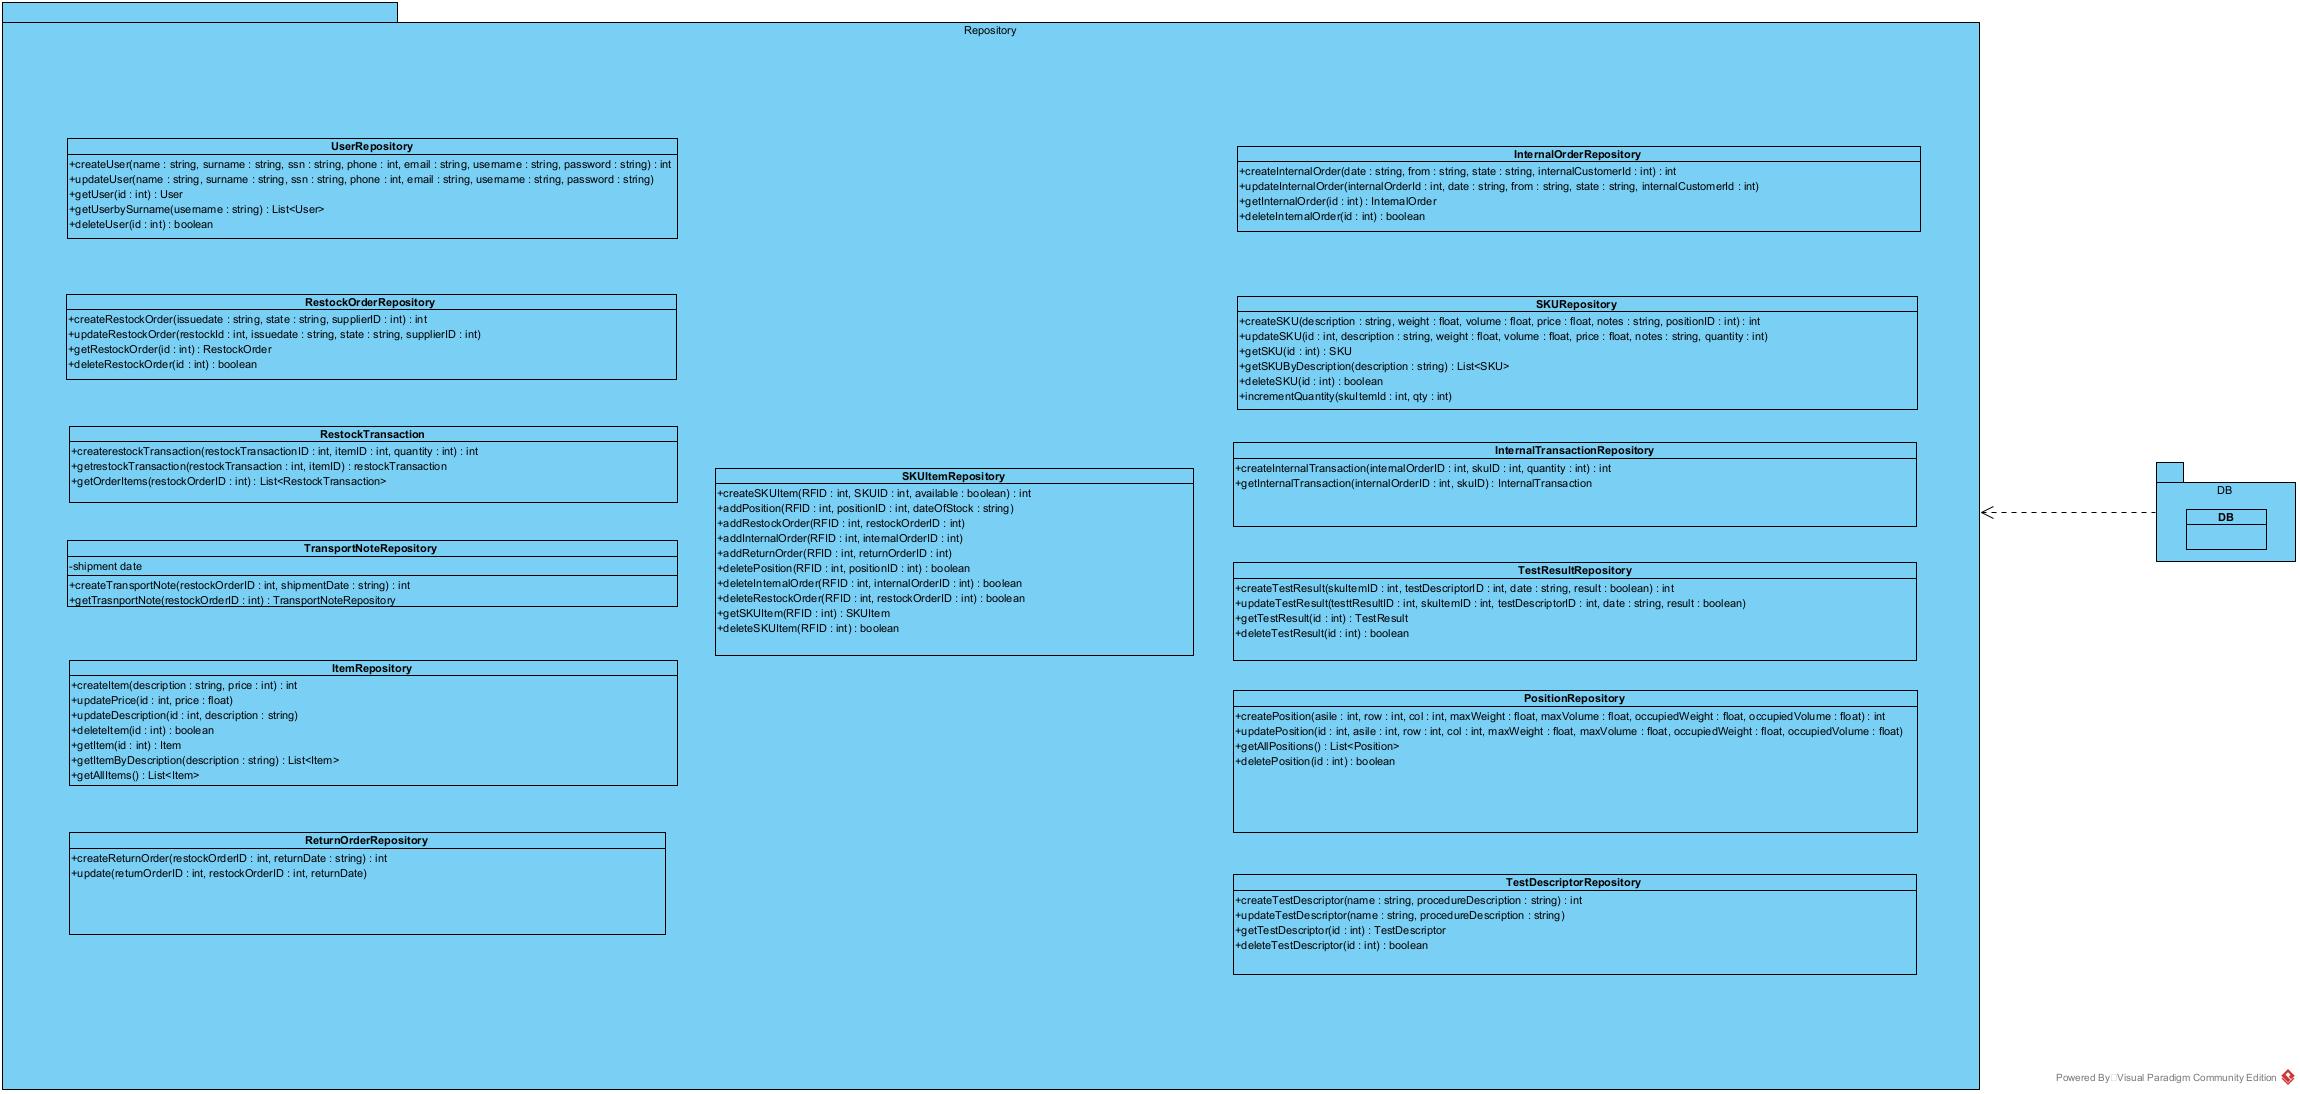 Repository
UserRepository
+createUser(name : string, surname : string, ssn : string, phone : int, email : string, username : string, password : string) : int
+updateUser(name : string, surname : string, ssn : string, phone : int, email : string, username : string, password : string)
+getUser(id : int) : User
+getUserbySurname(username : string) : List<User>
+deleteUser(id : int) : boolean
RestockOrderRepository
+createRestockOrder(issuedate : string, state : string, supplierID : int) : int
+updateRestockOrder(restockId : int, issuedate : string, state : string, supplierID : int)
+getRestockOrder(id : int) : RestockOrder
+deleteRestockOrder(id : int) : boolean
RestockTransaction
+createrestockTransaction(restockTransactionID : int, itemID : int, quantity : int) : int
+getrestockTransaction(restockTransaction : int, itemID) : restockTransaction
+getOrderItems(restockOrderID : int) : List<RestockTransaction>
TransportNoteRepository
-shipment date
+createTransportNote(restockOrderID : int, shipmentDate : string) : int
+getTrasnportNote(restockOrderID : int) : TransportNoteRepository
ItemRepository
+createItem(description : string, price : int) : int
+updatePrice(id : int, price : float)
+updateDescription(id : int, description : string)
+deleteItem(id : int) : boolean
+getItem(id : int) : Item
+getItemByDescription(description : string) : List<Item>
+getAllItems() : List<Item>
ReturnOrderRepository
+createReturnOrder(restockOrderID : int, returnDate : string) : int
+update(returnOrderID : int, restockOrderID : int, returnDate)
SKUItemRepository
+createSKUItem(RFID : int, SKUID : int, available : boolean) : int
+addPosition(RFID : int, positionID : int, dateOfStock : string)
+addRestockOrder(RFID : int, restockOrderID : int)
+addInternalOrder(RFID : int, internalOrderID : int)
+addReturnOrder(RFID : int, returnOrderID : int)
+deletePosition(RFID : int, positionID : int) : boolean
+deleteInternalOrder(RFID : int, internalOrderID : int) : boolean
+deleteRestockOrder(RFID : int, restockOrderID : int) : boolean
+getSKUItem(RFID : int) : SKUItem
+deleteSKUItem(RFID : int) : boolean
InternalOrderRepository
+createInternalOrder(date : string, from : string, state : string, internalCustomerId : int) : int
+updateInternalOrder(internalOrderId : int, date : string, from : string, state : string, internalCustomerId : int)
+getInternalOrder(id : int) : InternalOrder
+deleteInternalOrder(id : int) : boolean
SKURepository
+createSKU(description : string, weight : float, volume : float, price : float, notes : string, positionID : int) : int
+updateSKU(id : int, description : string, weight : float, volume : float, price : float, notes : string, quantity : int)
+getSKU(id : int) : SKU
+getSKUByDescription(description : string) : List<SKU>
+deleteSKU(id : int) : boolean
+incrementQuantity(skuItemId : int, qty : int)
InternalTransactionRepository
+createInternalTransaction(internalOrderID : int, skuID : int, quantity : int) : int
+getInternalTransaction(internalOrderID : int, skuID) : InternalTransaction
TestResultRepository
+createTestResult(skuItemID : int, testDescriptorID : int, date : string, result : boolean) : int
+updateTestResult(testtResultID : int, skuItemID : int, testDescriptorID : int, date : string, result : boolean)
+getTestResult(id : int) : TestResult
+deleteTestResult(id : int) : boolean
PositionRepository
+createPosition(asile : int, row : int, col : int, maxWeight : float, maxVolume : float, occupiedWeight : float, occupiedVolume : float) : int
+updatePosition(id : int, asile : int, row : int, col : int, maxWeight : float, maxVolume : float, occupiedWeight : float, occupiedVolume : float)
+getAllPositions() : List<Position>
+deletePosition(id : int) : boolean
TestDescriptorRepository
+createTestDescriptor(name : string, procedureDescription : string) : int
+updateTestDescriptor(name : string, procedureDescription : string)
+getTestDescriptor(id : int) : TestDescriptor
+deleteTestDescriptor(id : int) : boolean
DB
DB
Powered By Visual Paradigm Community Edition